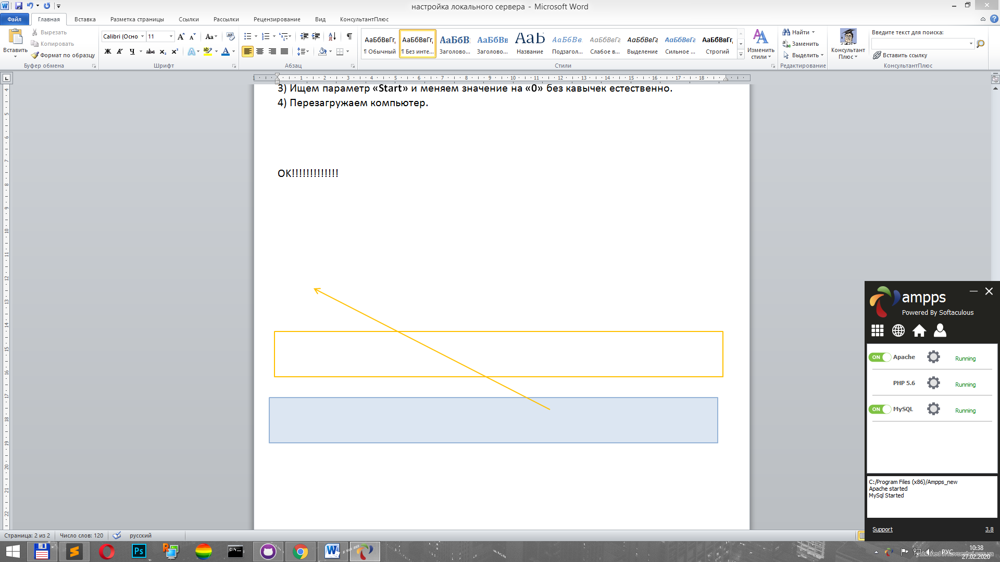 настройка локального сервера - Microsoft Word
Файл
Главная
Вставка
Разметка страницы
Ссылки
Рассылки
Рецензирование
Вид
КонсультантПлюс
Вставить
Вырезать
Копировать
Формат по образцу
Буфер обмена
Calibri (Осно
11
Ж К Ч abc x₂ x²
Шрифт
Абзац
АаБбВвГг,
¶ Обычный
АаБбВвГг,
¶ Без инте...
АаБбВ
Заголово...
АаБбВв
Заголово...
АаБ
Название
АаБбВв
Подзагол...
АаБбВвГг
Слабое в...
АаБбВвГг
Выделение
АаБбВвГг
Сильное ...
АаБбВвГг,
Строгий
Изменить стили
Стили
Найти
Заменить
Выделить
Редактирование
Консультант Плюс
Введите текст для поиска:
Вставить ссылку
КонсультантПлюс
3) Ищем параметр «Start» и меняем значение на «0» без кавычек естественно.
4) Перезагружаем компьютер.
OK!!!!!!!!!!!!!
ampps
Powered By Softaculous
ON Apache Running
PHP 5.6 Running
ON MySQL Running
C:/Program Files (x86)/Ampps_new
Apache started
MySql Started
Support 3.8
Страница: 2 из 2
Число слов: 120
русский
РУС
10:38
27.02.2020